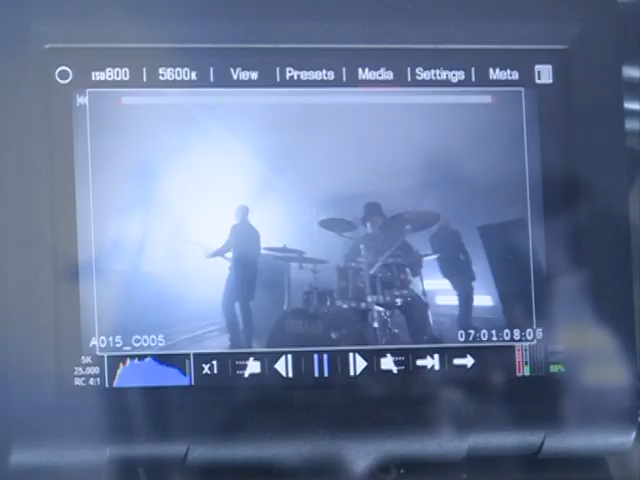 ISO800 | 5600K | View | Presets | Media | Settings | Meta
A015_C005
07:01:08:06
5K
25.000
RC 4:1
x1